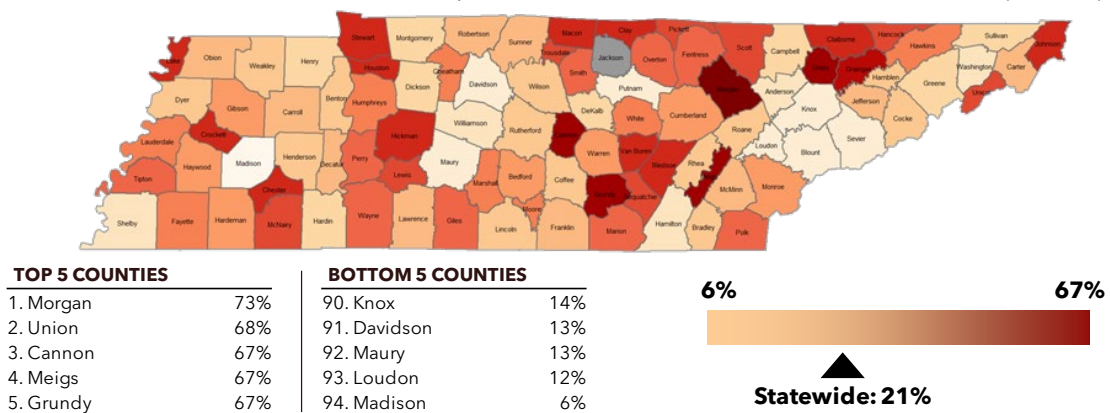 Stewart
Montgomery
Robertson
Sumner
Macon
Clay
Pickett
Scott
Campbell
Claiborne
Hancock
Hawkins
Sullivan
Johnson
Lake
Obion
Weakley
Henry
Houston
Cheatham
Davidson
Wilson
Trousdale
Smith
Jackson
Overton
Fentress
Morgan
Union
Grainger
Hamblen
Greene
Washington
Carter
Unicoi
Dyer
Gibson
Carroll
Benton
Humphreys
Dickson
Putnam
DeKalb
White
Cumberland
Anderson
Knox
Jefferson
Cocke
Lauderdale
Crockett
Haywood
Madison
Henderson
Decatur
Perry
Hickman
Williamson
Rutherford
Cannon
Warren
Van Buren
Bledsoe
Rhea
Roane
Loudon
Blount
Sevier
Tipton
Chester
Lewis
Maury
Marshall
Bedford
Coffee
Grundy
Sequatchie
Meigs
McMinn
Monroe
Shelby
Fayette
Hardeman
McNairy
Hardin
Wayne
Lawrence
Giles
Lincoln
Moore
Franklin
Marion
Hamilton
Bradley
Polk
TOP 5 COUNTIES
1. Morgan 73%
2. Union 68%
3. Cannon 67%
4. Meigs 67%
5. Grundy 67%
BOTTOM 5 COUNTIES
90. Knox 14%
91. Davidson 13%
92. Maury 13%
93. Loudon 12%
94. Madison 6%
6% 67%
Statewide: 21%